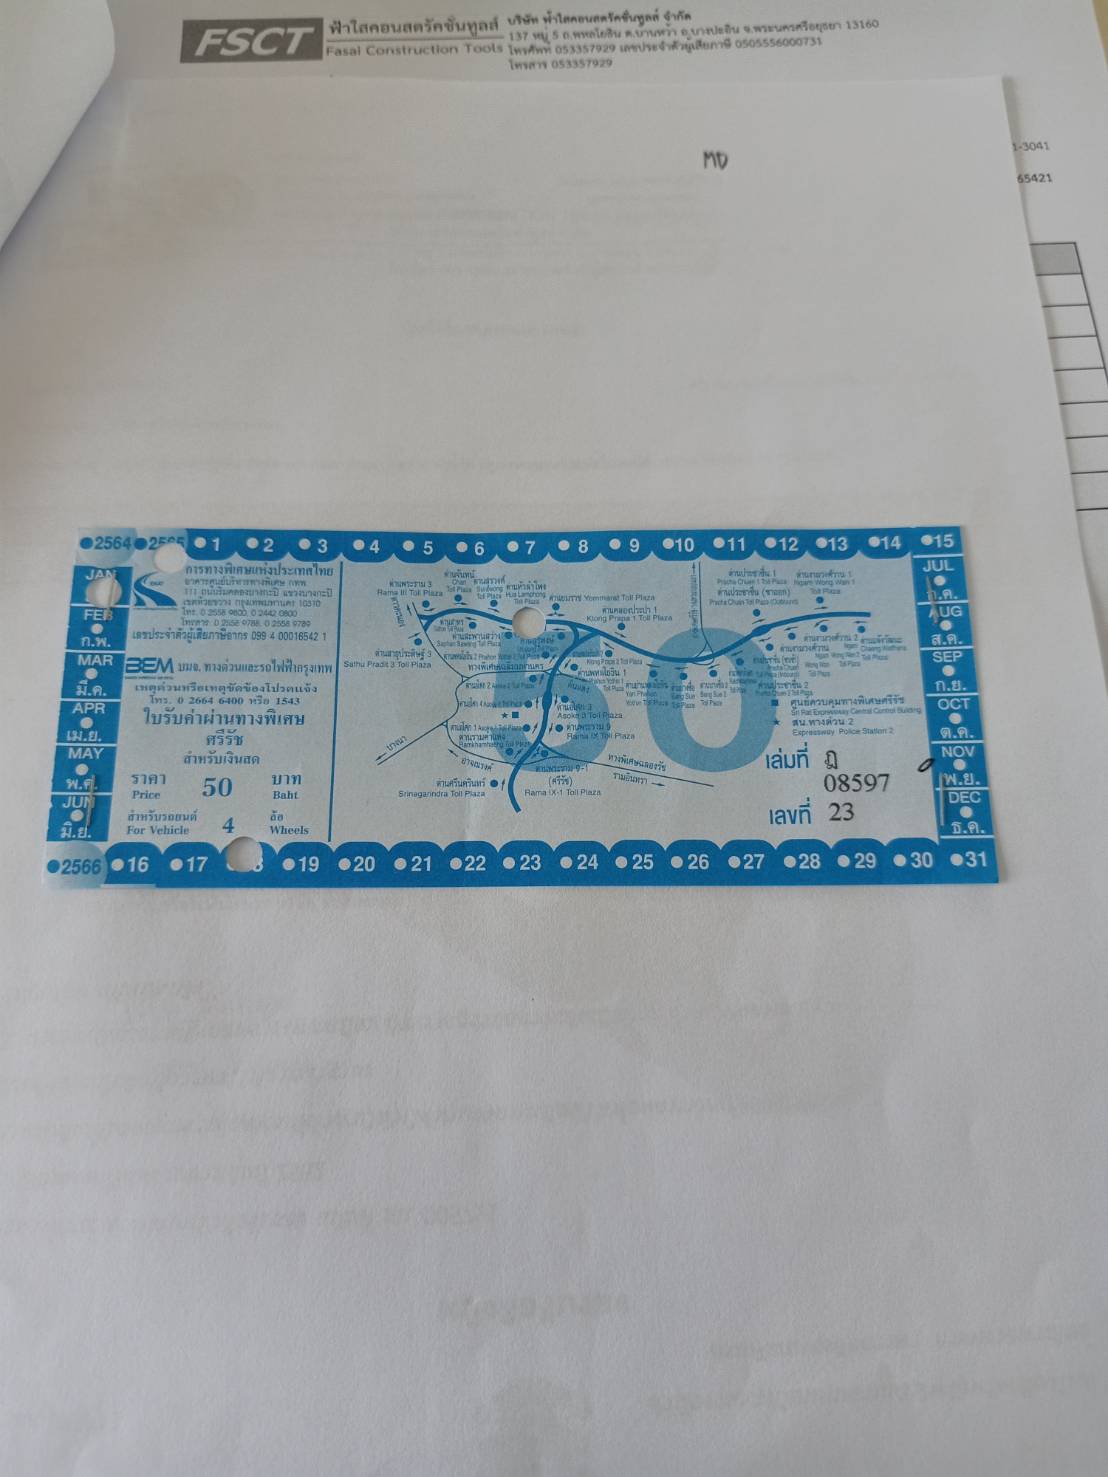 FSCT
ฟ้าใสคอนสตรัคชั่นทูลส์
Fasai Construction Tools
บริษัท ฟ้าใสคอนสตรัคชั่นทูลส์ จำกัด
137 หมู่ 5 ถ.พหลโยธิน ต.บ้านหว้า อ.บางปะอิน จ.พระนครศรีอยุธยา 13160
โทรศัพท์ 053357929 เลขประจำตัวผู้เสียภาษี 0505556000731
โทรสาร 053357929
MD
1-3041
65421
2564 1 2 3 4 5 6 7 8 9 10 11 12 13 14 15
JAN
FEB
ก.พ.
MAR
มี.ค.
APR
เม.ย.
MAY
พ.ค.
JUN
มิ.ย.
การทางพิเศษแห่งประเทศไทย
อาคารศูนย์บริหารทางพิเศษ กทพ.
111 ถนนริมคลองบางกะปิ แขวงบางกะปิ
เขตห้วยขวาง กรุงเทพมหานคร 10310
โทร. 0 2558 9800, 0 2442 0800
โทรสาร. 0 2558 9788, 0 2558 9789
เลขประจำตัวผู้เสียภาษีอากร 099 4 00016542 1
BEM บมจ. ทางด่วนและรถไฟฟ้ากรุงเทพ
เหตุด่วนหรือเหตุขัดข้องโปรดแจ้ง
โทร. 0 2664 6400 หรือ 1543
ใบรับค่าผ่านทางพิเศษ
ศรีรัช
สำหรับเงินสด
ราคา 50 บาท
Price Baht
สำหรับรถยนต์ 4 ล้อ
For Vehicle Wheels
50
ด่านพระราม 3
Rama III Toll Plaza
ด่านจันทน์
ด่านสุรวงศ์
ด่านหัวลำโพง
Hua Lamphong
Toll Plaza
ด่านยมราช Yommarat Toll Plaza
ด่านคลองประปา 1
Klong Prapa 1 Toll Plaza
ด่านประชาชื่น 1
Pracha Chuen 1 Toll Plaza
ด่านงามวงศ์วาน 1
Ngam Wong Wan 1
Toll Plaza
ด่านประชาชื่น (ขาออก)
Pracha Chuen Toll Plaza (Outbound)
ด่านสาธุประดิษฐ์ 3
Sathu Pradit 3 Toll Plaza
ด่านสะพานสว่าง
ทางพิเศษเฉลิมมหานคร
ด่านอโศก 3
Asoke 3 Toll Plaza
ด่านพระราม 9
Rama IX Toll Plaza
ด่านรามคำแหง
Ramkhamhaeng Toll Plaza
ด่านศรีนครินทร์
Srinagarindra Toll Plaza
ด่านพระราม 9-1
(ศรีรัช)
Rama IX-1 Toll Plaza
บางนา
อาจณรงค์
ทางพิเศษฉลองรัช
รามอินทรา
ศูนย์ควบคุมทางพิเศษศรีรัช
Si Rat Expressway Central Control Building
สน.ทางด่วน 2
Expressway Police Station 2
เล่มที่ ฎ
08597
เลขที่ 23
JUL
ก.ค.
AUG
ส.ค.
SEP
ก.ย.
OCT
ต.ค.
NOV
พ.ย.
DEC
ธ.ค.
2566 16 17 19 20 21 22 23 24 25 26 27 28 29 30 31